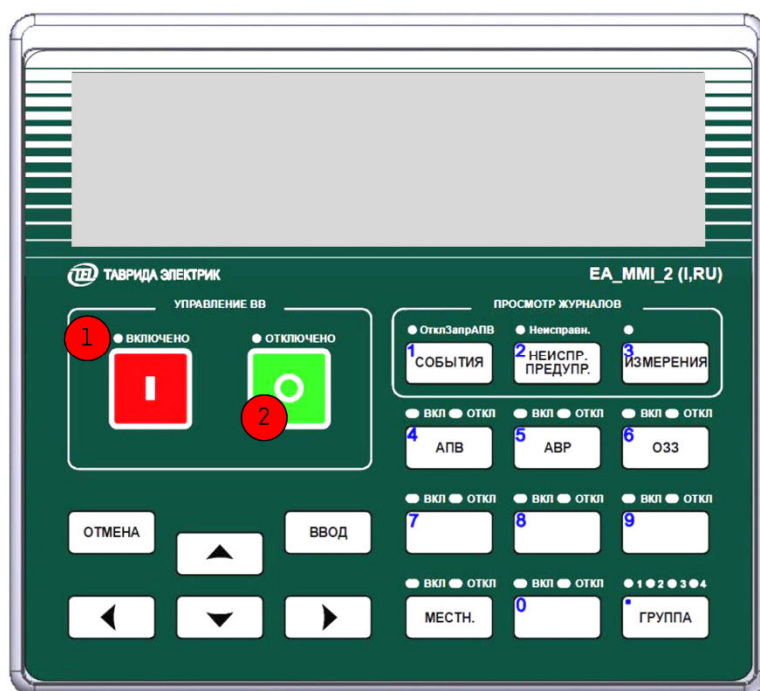 TEL ТАВРИДА ЭЛЕКТРИК
EA_MMI_2 (I,RU)
УПРАВЛЕНИЕ ВВ
ПРОСМОТР ЖУРНАЛОВ
1
ВКЛЮЧЕНО
ОТКЛЮЧЕНО
I
O
2
ОтклЗапрАПВ
Неисправн.
1 СОБЫТИЯ
2 НЕИСПР.
ПРЕДУПР.
3 ИЗМЕРЕНИЯ
ВКЛ ОТКЛ ВКЛ ОТКЛ ВКЛ ОТКЛ
4 АПВ
5 АВР
6 ОЗЗ
ВКЛ ОТКЛ ВКЛ ОТКЛ ВКЛ ОТКЛ
7
8
9
ОТМЕНА
ВВОД
ВКЛ ОТКЛ ВКЛ ОТКЛ 1 2 3 4
МЕСТН.
0
. ГРУППА